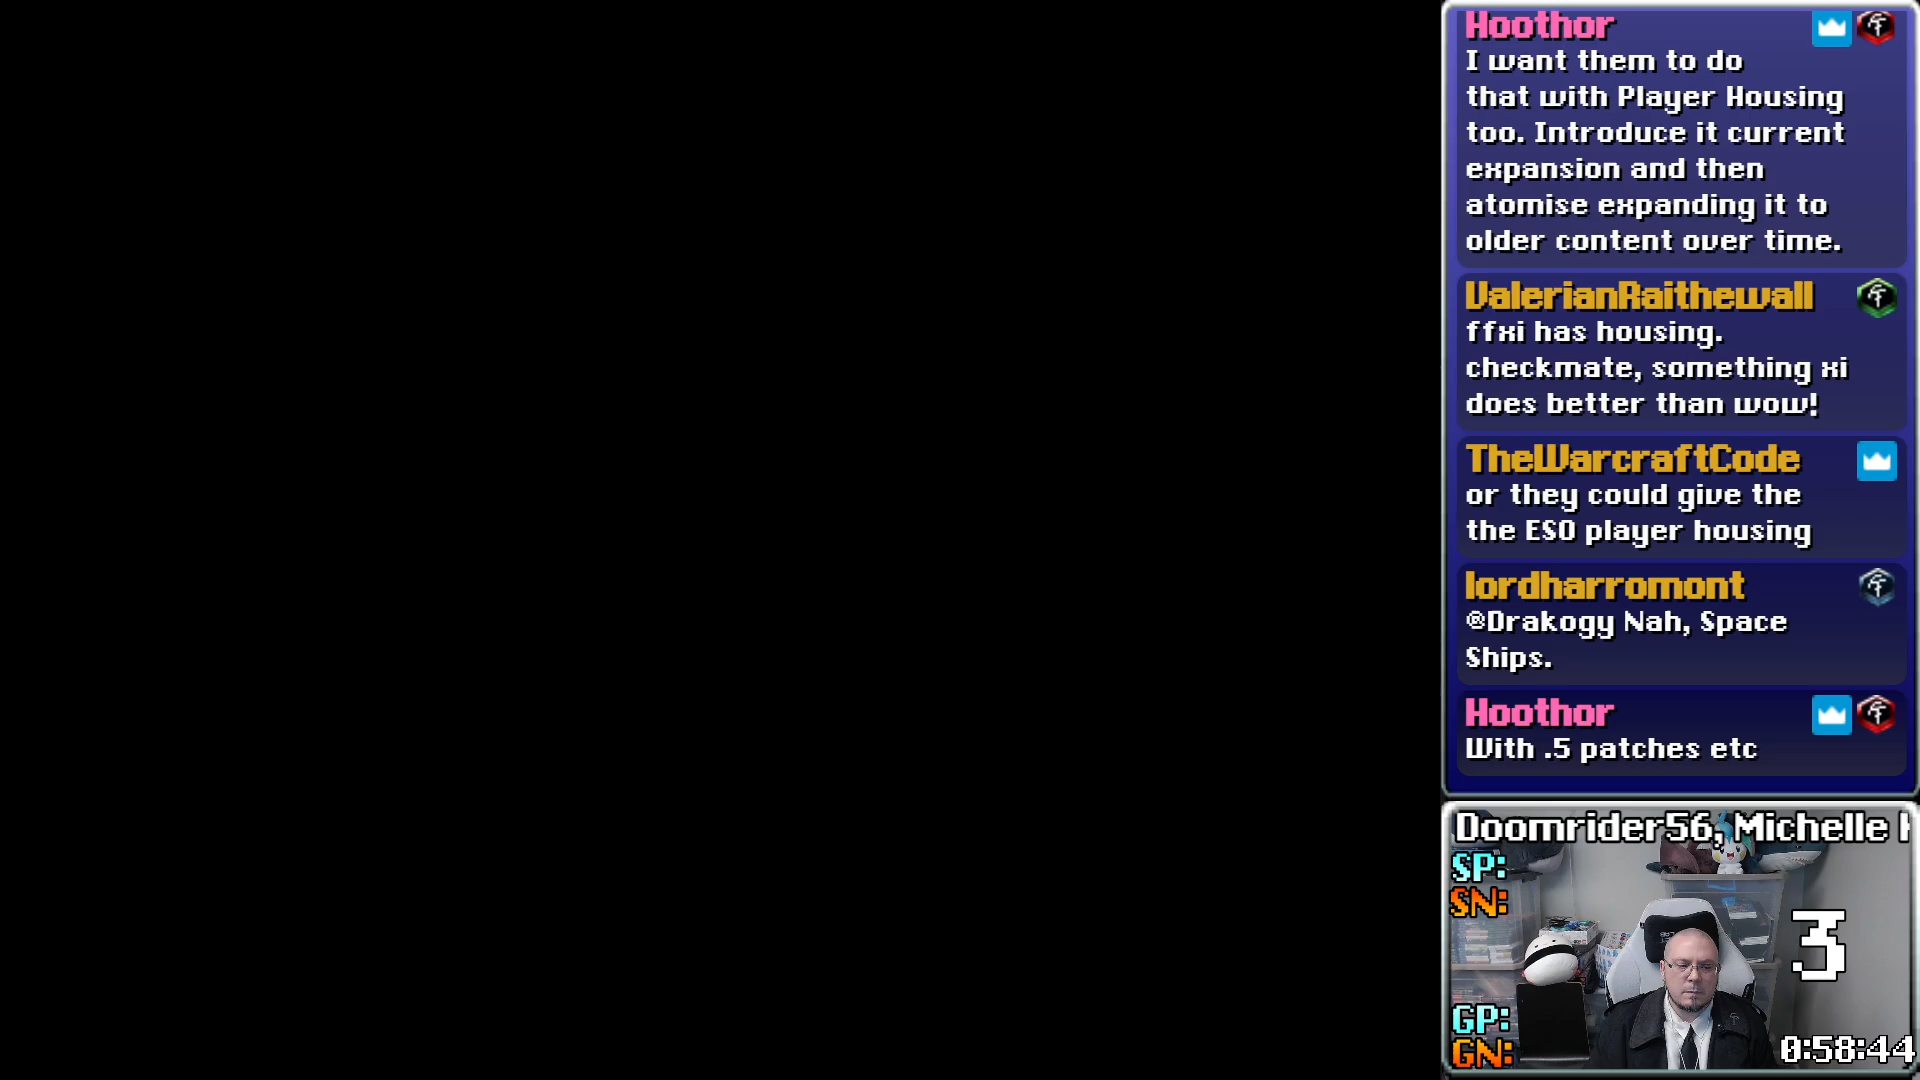 Hoothor
I want them to do
that with Player Housing
too. Introduce it current
expansion and then
atomise expanding it to
older content over time.
ValerianRaithewall
ffxi has housing.
checkmate, something xi
does better than wow!
TheWarcraftCode
or they could give the
the ESO player housing
lordharromont
@Drakogy Nah, Space
Ships.
Hoothor
With .5 patches etc
Doomrider56, Michelle
SP:
SN:
3
GP:
GN:
0:58:44